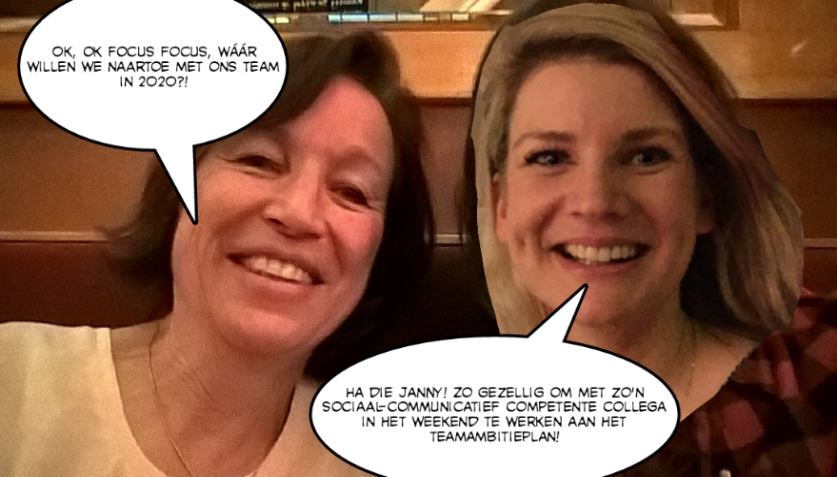 OK, OK FOCUS FOCUS, WÁÁR
WILLEN WE NAARTOE MET ONS TEAM
IN 2020?!
HA DIE JANNY! ZO GEZELLIG OM MET ZO'N
SOCIAAL-COMMUNICATIEF COMPETENTE COLLEGA
IN HET WEEKEND TE WERKEN AAN HET
TEAMAMBITIEPLAN!